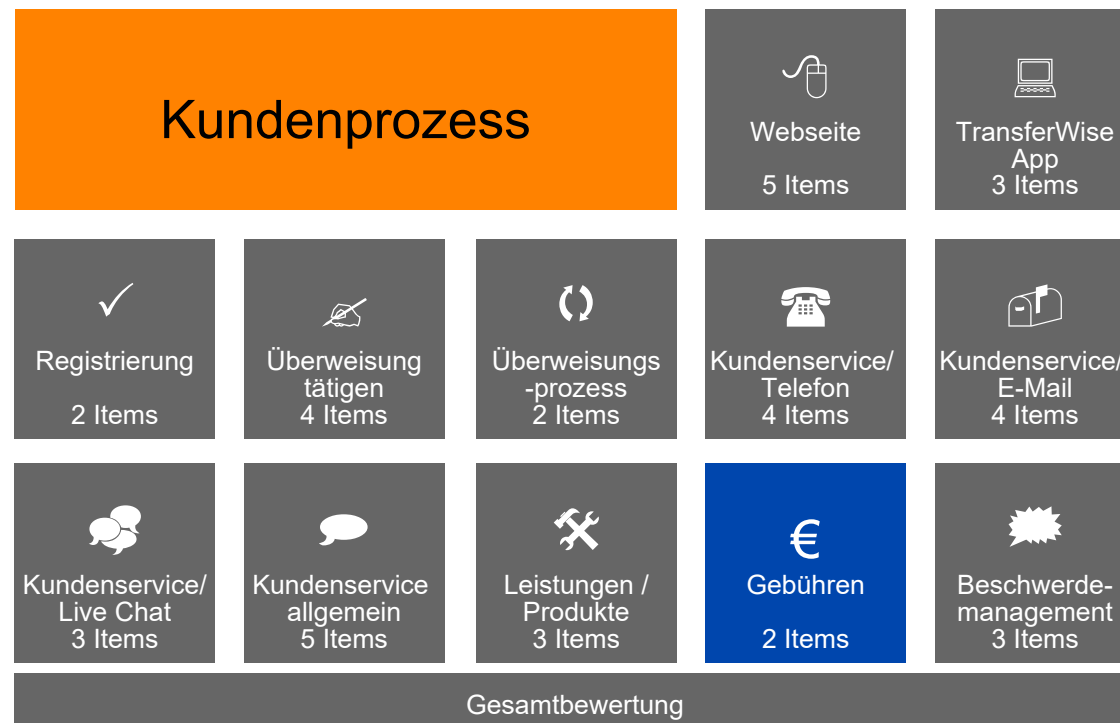 Kundenprozess
Webseite
5 Items
TransferWise
App
3 Items
Registrierung
2 Items
Überweisung
tätigen
4 Items
Überweisungs
-prozess
2 Items
Kundenservice/
Telefon
4 Items
Kundenservice/
E-Mail
4 Items
Kundenservice/
Live Chat
3 Items
Kundenservice
allgemein
5 Items
Leistungen /
Produkte
3 Items
€
Gebühren
2 Items
Beschwerde-
management
3 Items
Gesamtbewertung